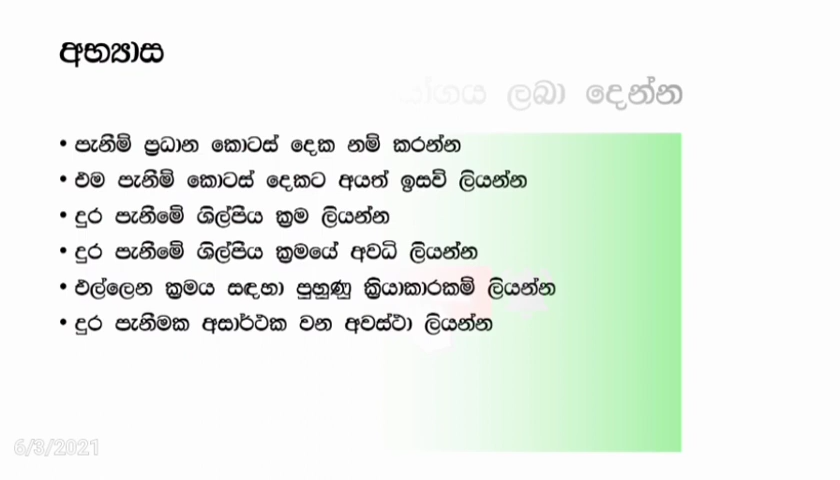 අභ්‍යාස
ලබා දෙන්න
• පැනීම් ප්‍රධාන කොටස් දෙක නම් කරන්න
• එම පැනීම් කොටස් දෙකට අයත් ඉසව් ලියන්න
• දුර පැනීමේ ශිල්පීය ක්‍රම ලියන්න
• දුර පැනීමේ ශිල්පීය ක්‍රමයේ අවධි ලියන්න
• එල්ලෙන ක්‍රමය සඳහා පුහුණු ක්‍රියාකාරකම් ලියන්න
• දුර පැනීමක අසාර්ථක වන අවස්ථා ලියන්න
6/3/2021